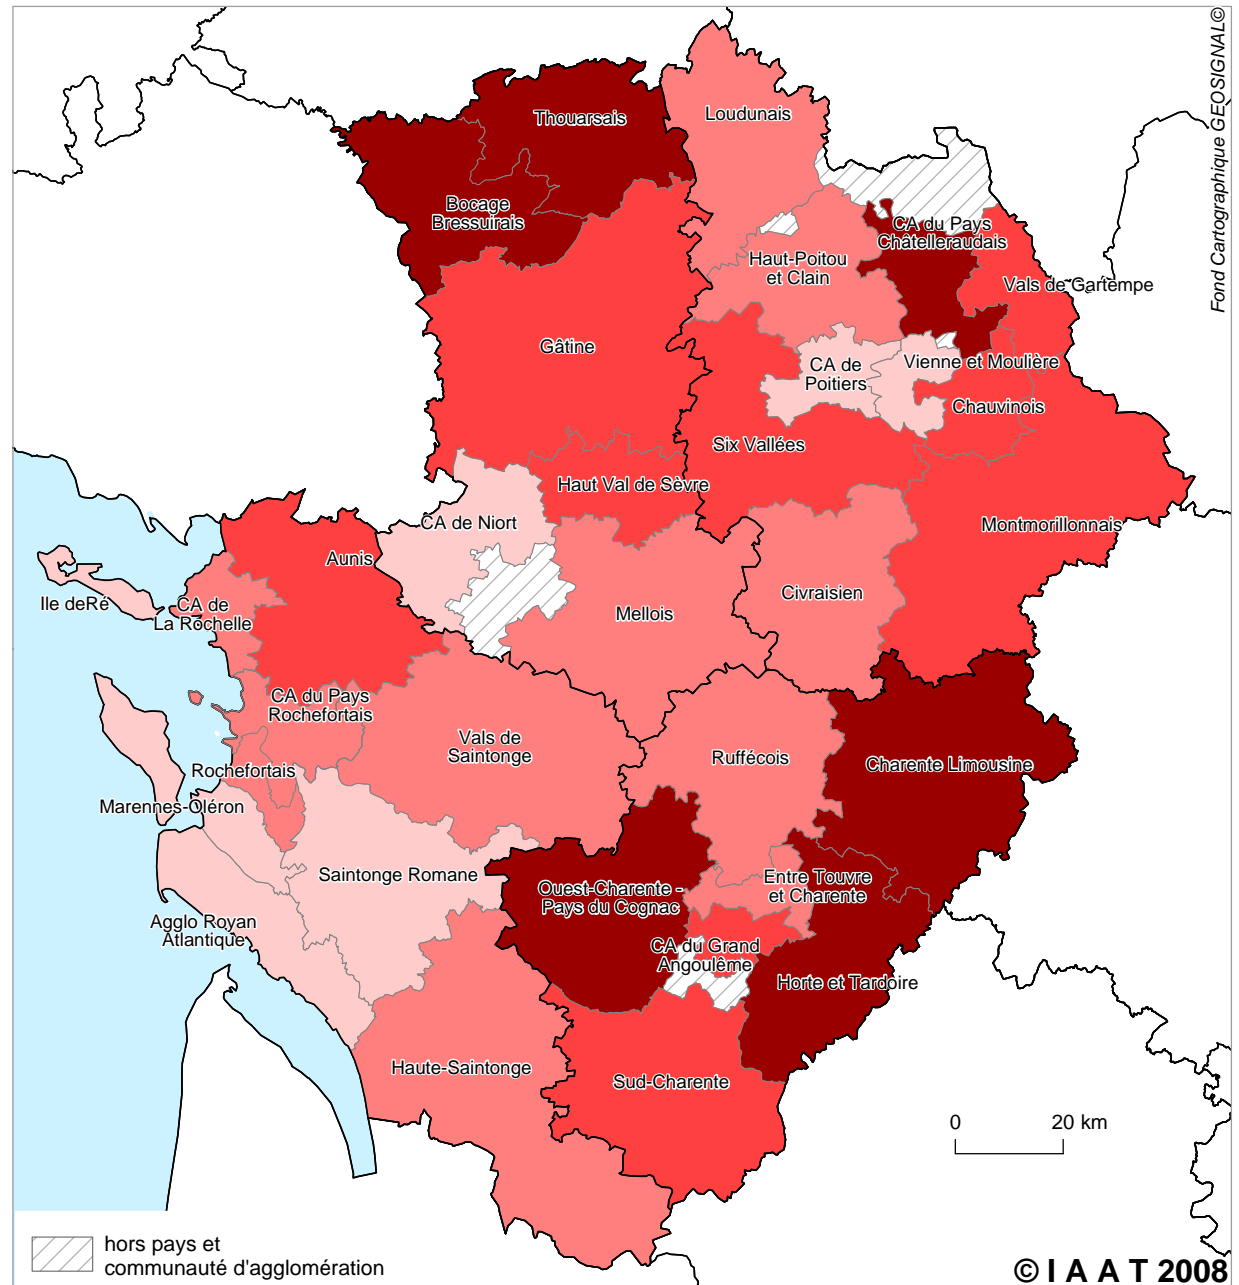 Fond Cartographique GEOSIGNAL©
Thouarsais
Loudunais
Bocage
Bressuirais
CA du Pays
Châtelleraudais
Haut-Poitou
et Clain
Vals de Gartempe
Gâtine
CA de
Poitiers
Vienne et Moulière
Chauvinois
Six Vallées
Haut Val de Sèvre
CA de Niort
Montmorillonnais
Aunis
Ile deRé
CA de
La Rochelle
Mellois
Civraisien
CA du Pays
Rochefortais
Vals de
Saintonge
Ruffécois
Charente Limousine
Rochefortais
Marennes-Oléron
Saintonge Romane
Ouest-Charente -
Pays du Cognac
Entre Touvre
et Charente
Agglo Royan
Atlantique
CA du Grand
Angoulême
Horte et Tardoire
Haute-Saintonge
Sud-Charente
0 20 km
hors pays et
communauté d'agglomération
© I A A T 2008